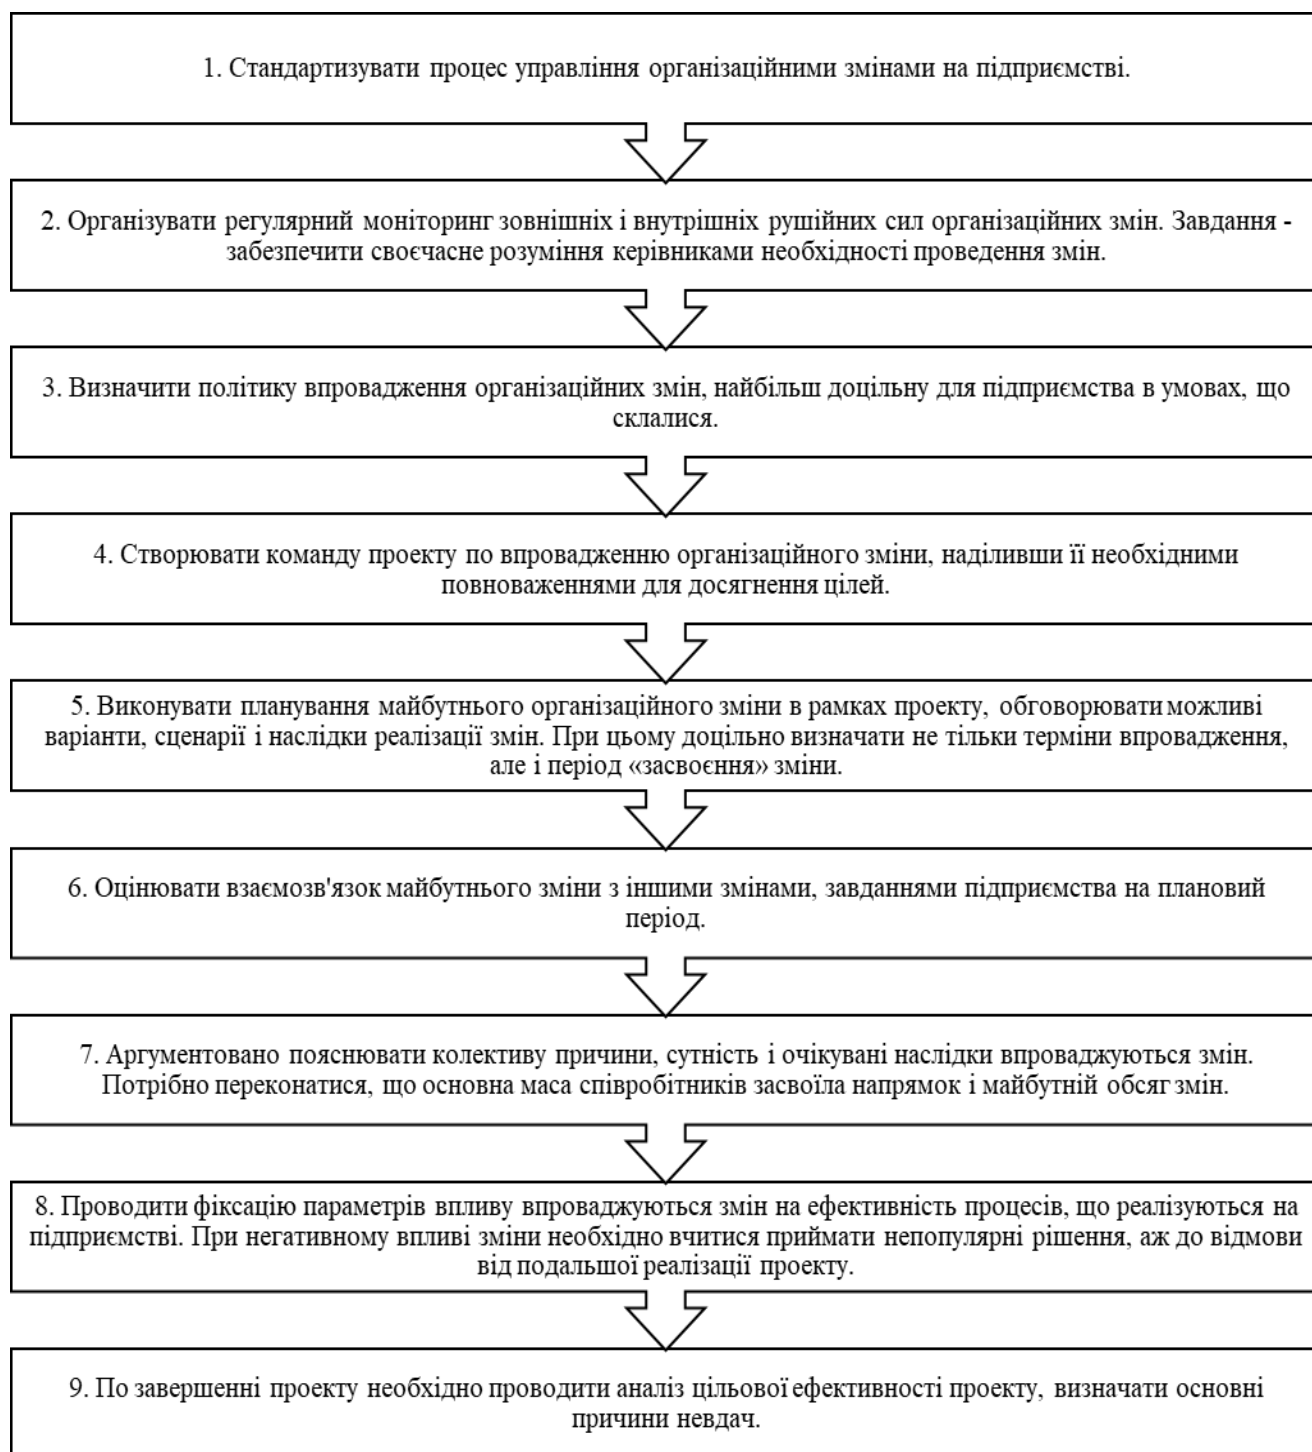 1. Стандартизувати процес управління організаційними змінами на підприємстві.
2. Організувати регулярний моніторинг зовнішніх і внутрішніх рушійних сил організаційних змін. Завдання -
забезпечити своєчасне розуміння керівниками необхідності проведення змін.
3. Визначити політику впровадження організаційних змін, найбільш доцільну для підприємства в умовах, що
склалися.
4. Створювати команду проекту по впровадженню організаційного зміни, наділивши її необхідними
повноваженнями для досягнення цілей.
5. Виконувати планування майбутнього організаційного зміни в рамках проекту, обговорювати можливі
варіанти, сценарії і наслідки реалізації змін. При цьому доцільно визначати не тільки терміни впровадження,
але і період «засвоєння» зміни.
6. Оцінювати взаємозв'язок майбутнього зміни з іншими змінами, завданнями підприємства на плановий
період.
7. Аргументовано пояснювати колективу причини, сутність і очікувані наслідки впроваджуються змін.
Потрібно переконатися, що основна маса співробітників засвоїла напрямок і майбутній обсяг змін.
8. Проводити фіксацію параметрів впливу впроваджуються змін на ефективність процесів, що реалізуються на
підприємстві. При негативному впливі зміни необхідно вчитися приймати непопулярні рішення, аж до відмови
від подальшої реалізації проекту.
9. По завершенні проекту необхідно проводити аналіз цільової ефективності проекту, визначати основні
причини невдач.